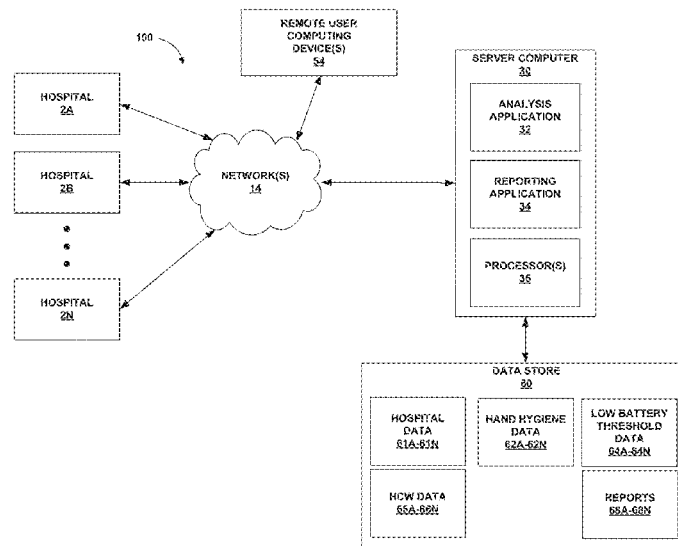 100
REMOTE USER
COMPUTING
DEVICE(S)
54
HOSPITAL
2A
HOSPITAL
2B
HOSPITAL
2N
NETWORK(S)
14
SERVER COMPUTER
30
ANALYSIS
APPLICATION
32
REPORTING
APPLICATION
34
PROCESSOR(S)
36
DATA STORE
60
HOSPITAL
DATA
61A-61N
HAND HYGIENE
DATA
62A-62N
LOW BATTERY
THRESHOLD
DATA
64A-64N
HCW DATA
66A-66N
REPORTS
68A-68N